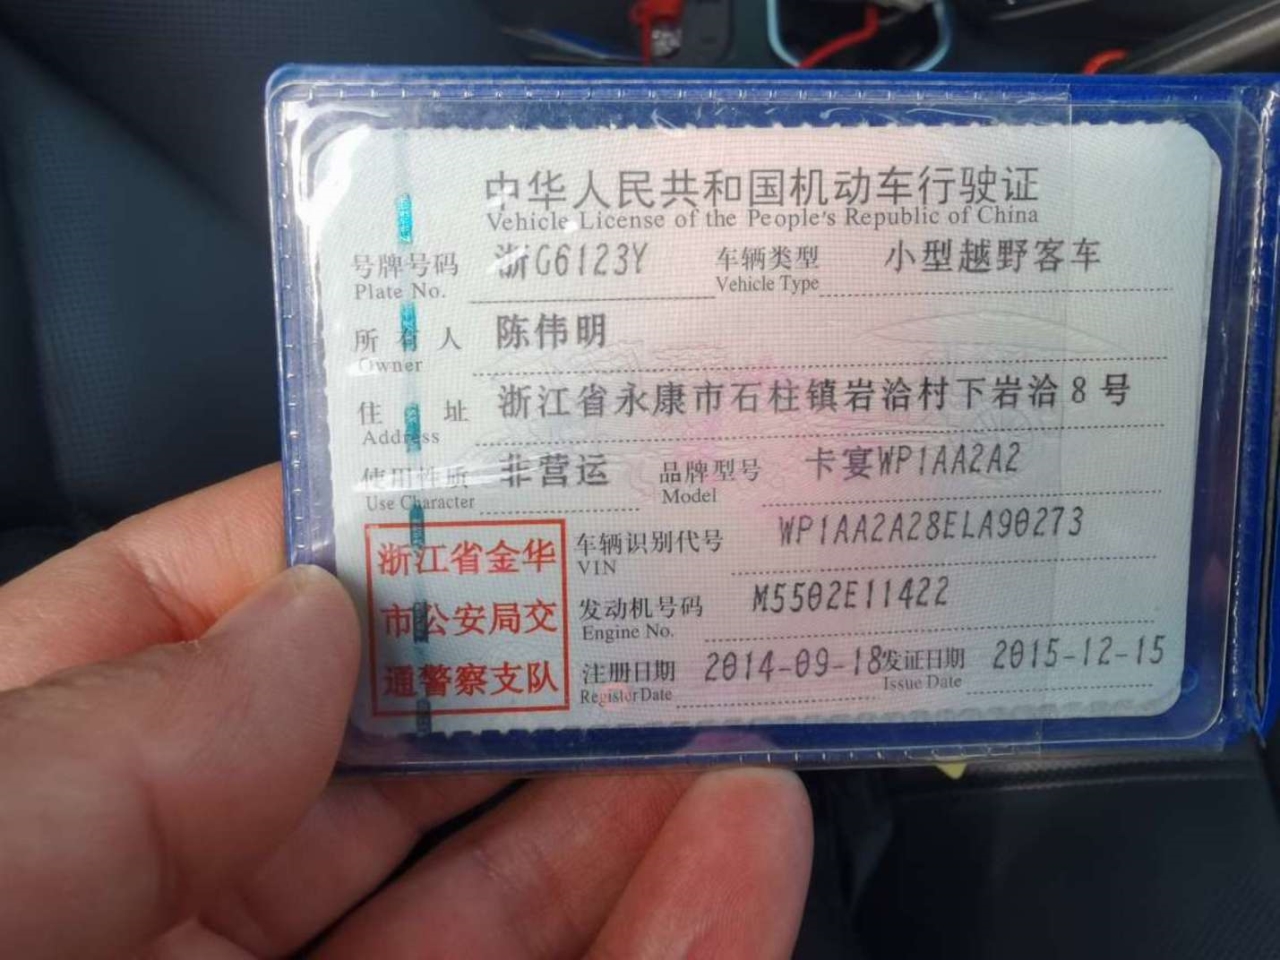 中华人民共和国机动车行驶证
Vehicle License of the People's Republic of China
号牌号码 浙G6123Y 车辆类型 小型越野客车
Plate No. Vehicle Type
所有人 陈伟明
Owner
住址 浙江省永康市石柱镇岩洽村下岩洽8号
Address
使用性质 非营运 品牌型号 卡宴WP1AA2A2
Use Character Model
浙江省金华 车辆识别代号 WP1AA2A28ELA90273
VIN
市公安局交 发动机号码 M5502E11422
Engine No.
通警察支队 注册日期 2014-09-18 发证日期 2015-12-15
Register Date Issue Date